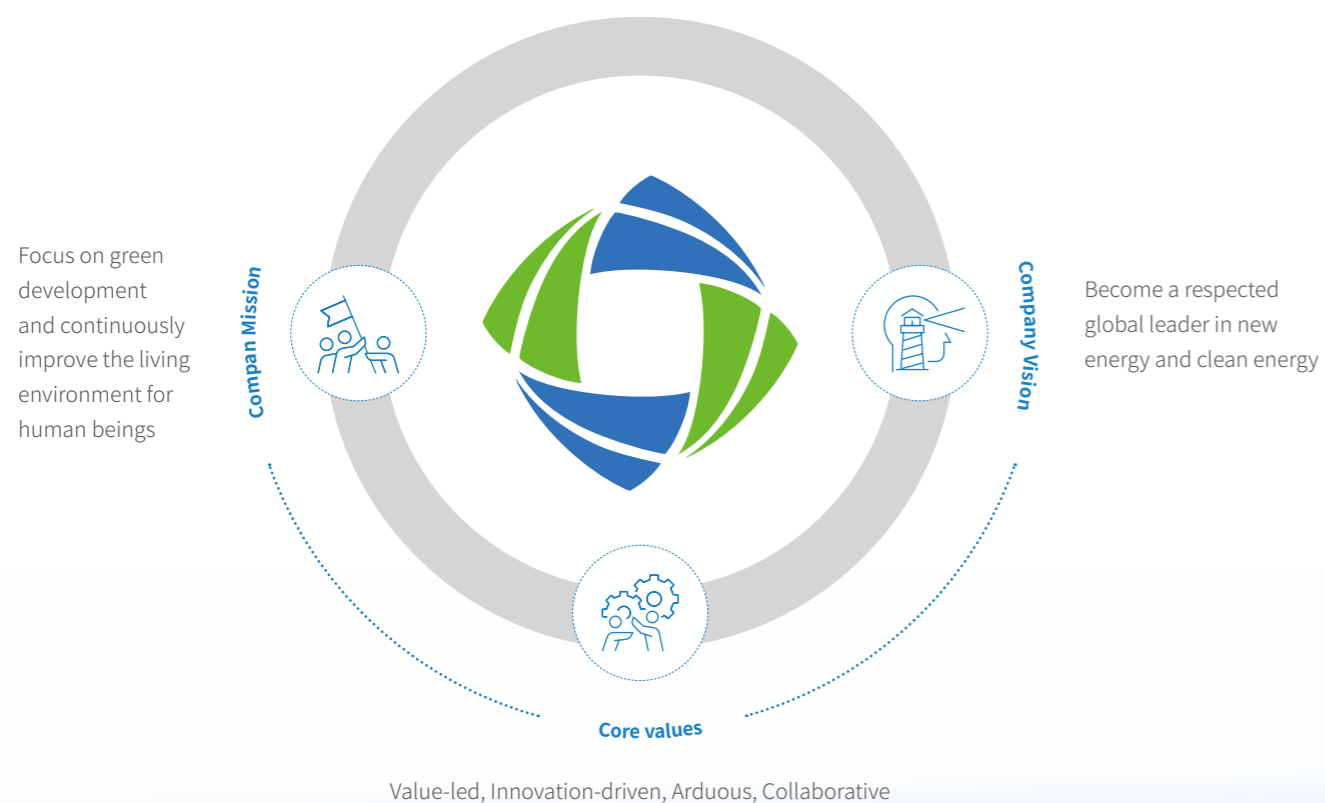 Focus on green
development
and continuously
improve the living
environment for
human beings
Compan Mission
Company Vision
Become a respected
global leader in new
energy and clean energy
Core values
Value-led, Innovation-driven, Arduous, Collaborative